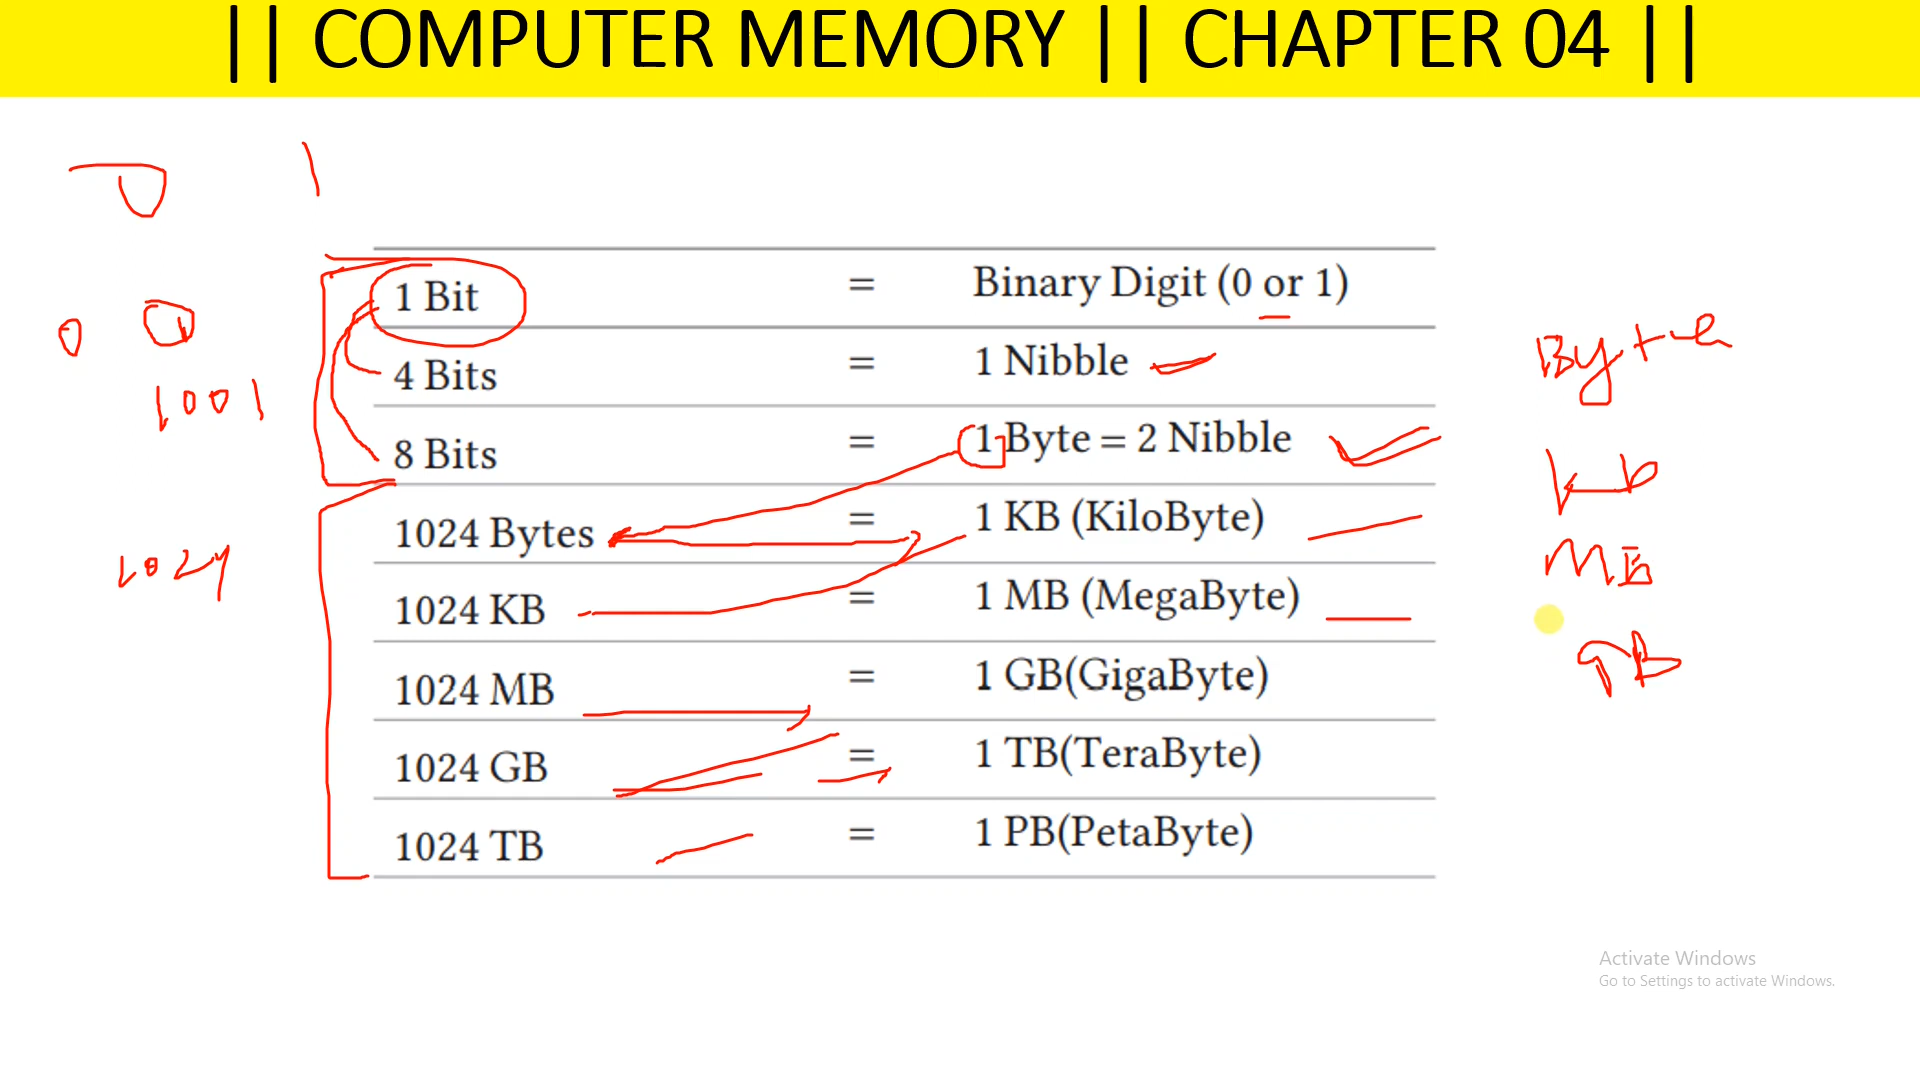 || COMPUTER MEMORY || CHAPTER 04 ||
1 Bit = Binary Digit (0 or 1)
4 Bits = 1 Nibble
8 Bits = 1 Byte = 2 Nibble
1024 Bytes = 1 KB (KiloByte)
1024 KB = 1 MB (MegaByte)
1024 MB = 1 GB(GigaByte)
1024 GB = 1 TB(TeraByte)
1024 TB = 1 PB(PetaByte)
0
1001
1024
Byte
kb
MB
TB
Activate Windows
Go to Settings to activate Windows.